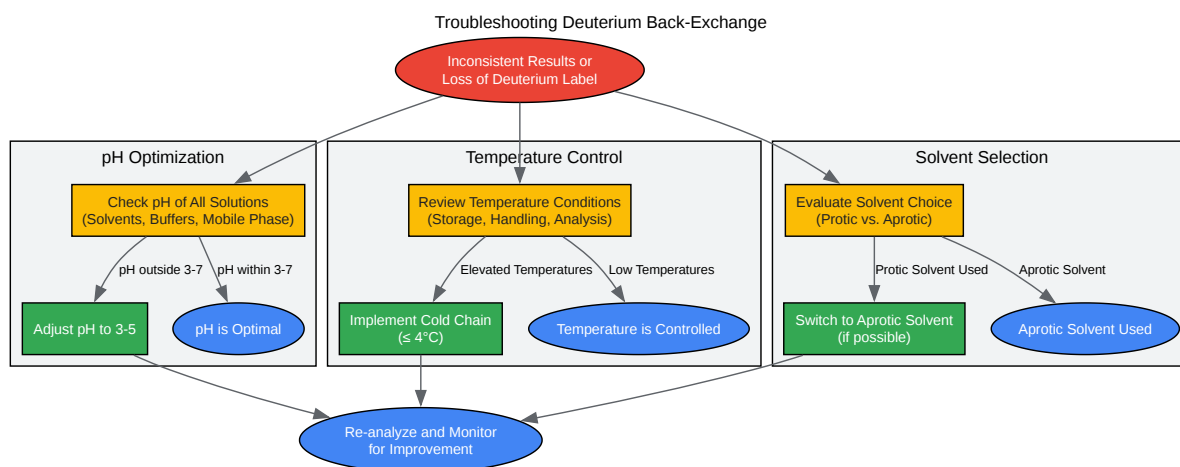 Troubleshooting Deuterium Back-Exchange
Inconsistent Results or
Loss of Deuterium Label
pH Optimization
Check pH of All Solutions
(Solvents, Buffers, Mobile Phase)
pH outside 3-7
pH within 3-7
Adjust pH to 3-5
pH is Optimal
Temperature Control
Review Temperature Conditions
(Storage, Handling, Analysis)
Elevated Temperatures
Low Temperatures
Implement Cold Chain
(≤ 4°C)
Temperature is Controlled
Solvent Selection
Evaluate Solvent Choice
(Protic vs. Aprotic)
Protic Solvent Used
Aprotic Solvent
Switch to Aprotic Solvent
(if possible)
Aprotic Solvent Used
Re-analyze and Monitor
for Improvement